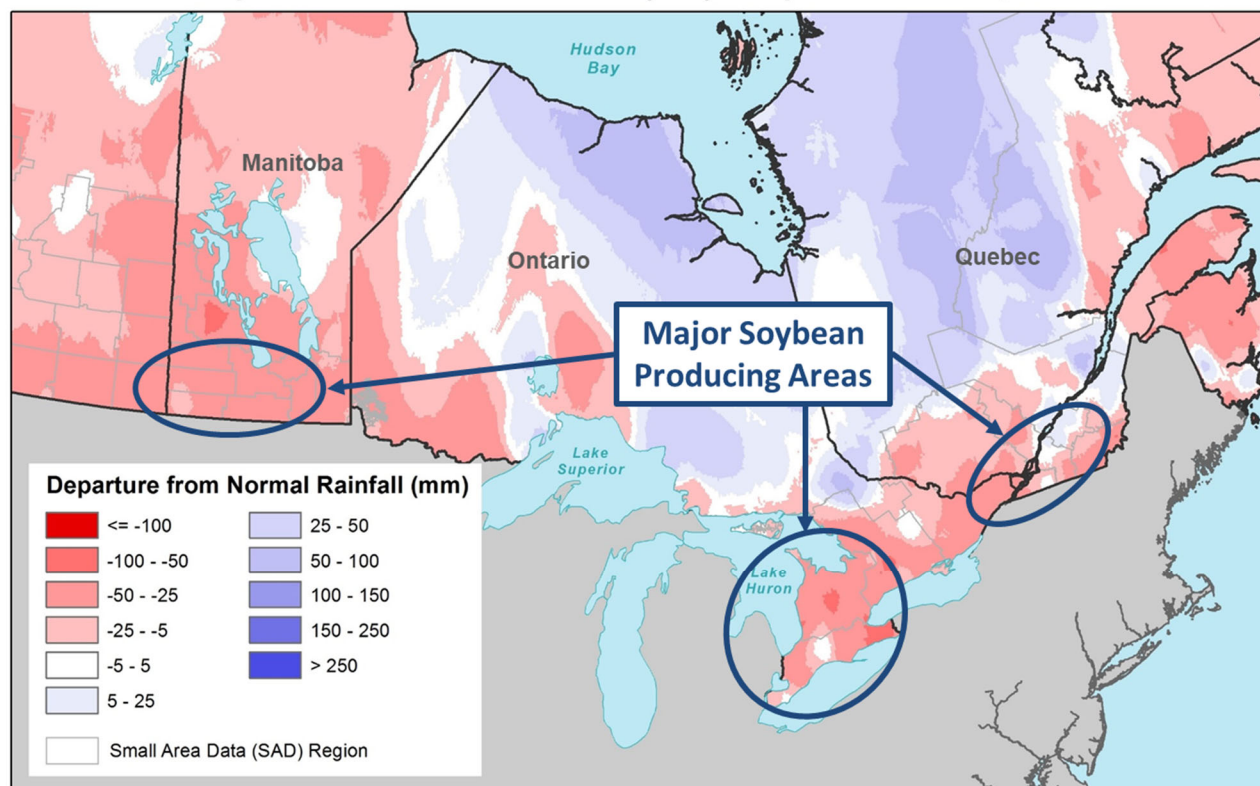 Hudson
Bay
Manitoba
Ontario
Quebec
Major Soybean
Producing Areas
Lake
Superior
Lake
Huron
Departure from Normal Rainfall (mm)
<= -100
-100 - -50
-50 - -25
-25 - -5
-5 - 5
5 - 25
25 - 50
50 - 100
100 - 150
150 - 250
> 250
Small Area Data (SAD) Region